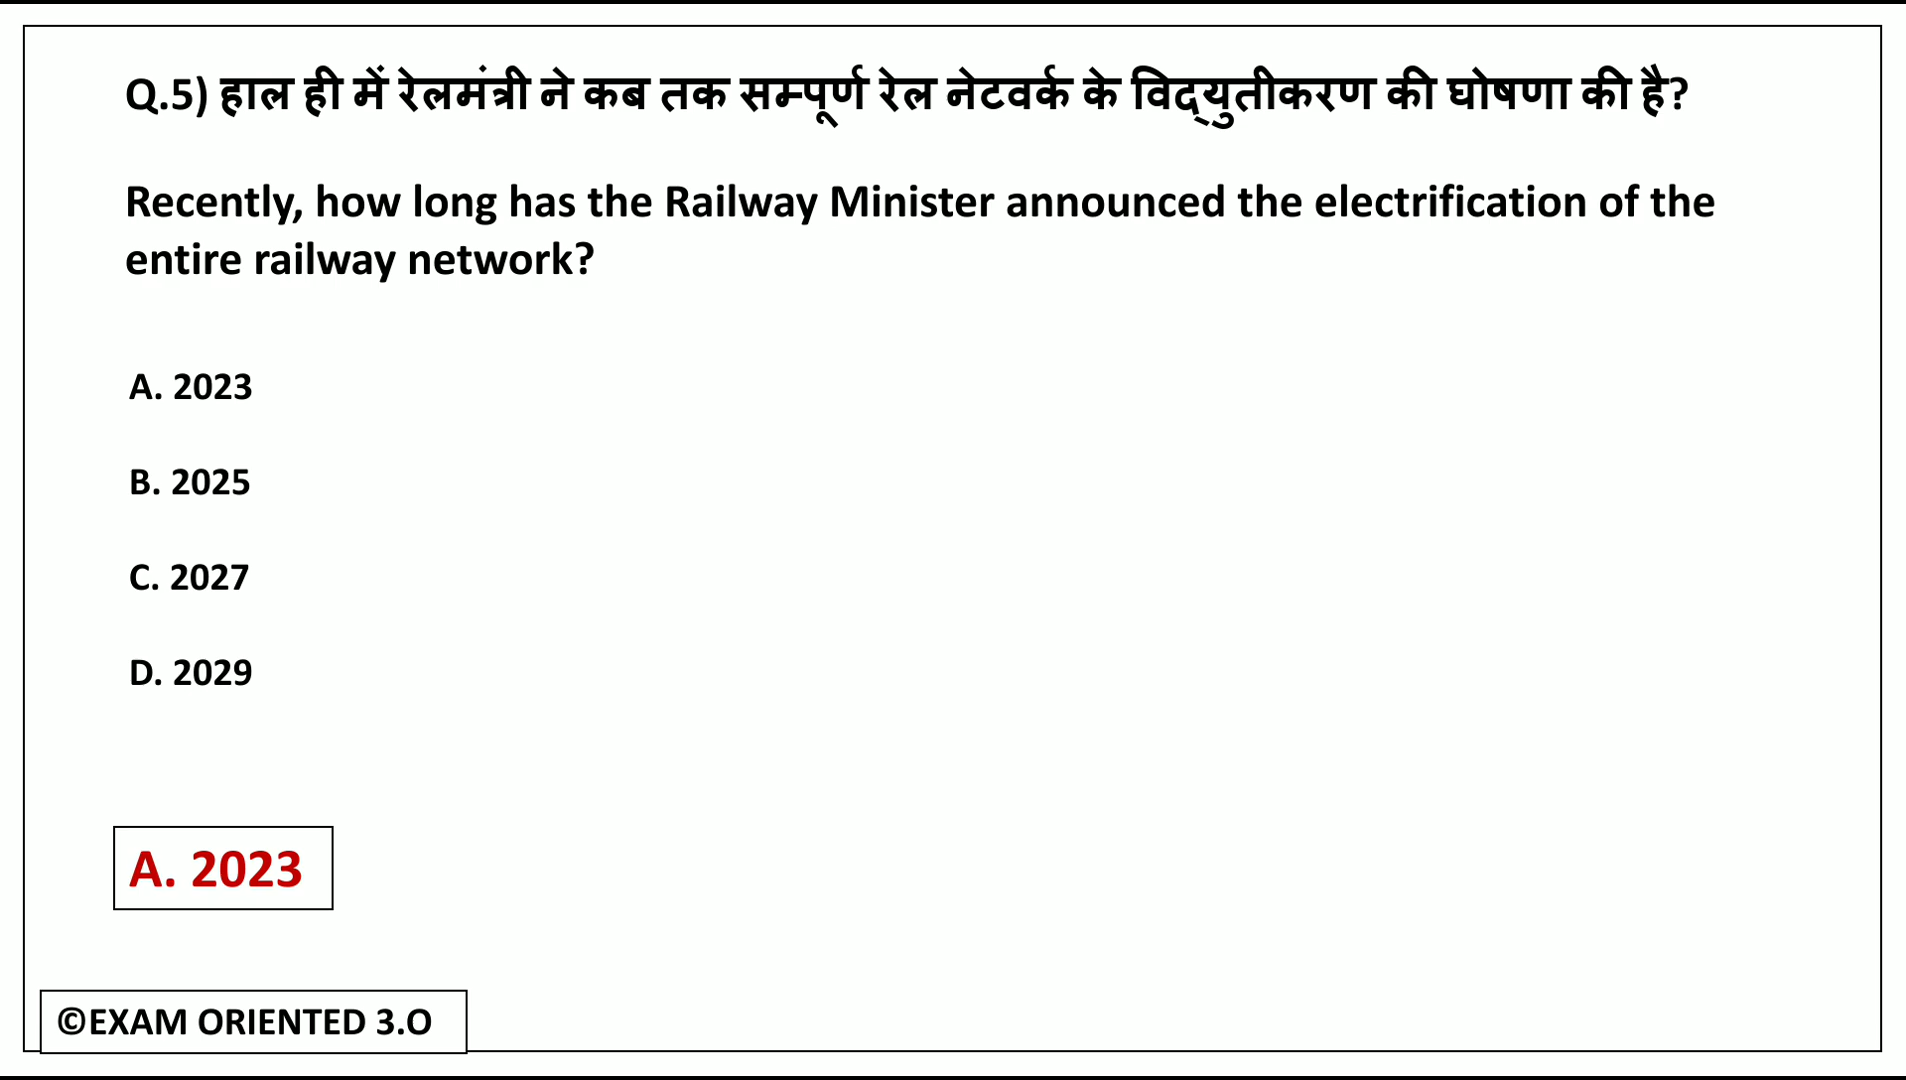 Q.5) हाल ही में रेलमंत्री ने कब तक सम्पूर्ण रेल नेटवर्क के विद्युतीकरण की घोषणा की है?
Recently, how long has the Railway Minister announced the electrification of the
entire railway network?
A. 2023
B. 2025
C. 2027
D. 2029
A. 2023
©EXAM ORIENTED 3.O